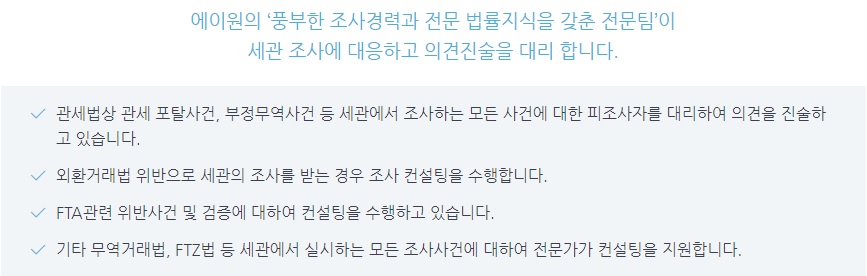 에이원의 ‘풍부한 조사경력과 전문 법률지식을 갖춘 전문팀’이
세관 조사에 대응하고 의견진술을 대리 합니다.
관세법상 관세 포탈사건, 부정무역사건 등 세관에서 조사하는 모든 사건에 대한 피조사자를 대리하여 의견을 진술하
고 있습니다.
외환거래법 위반으로 세관의 조사를 받는 경우 조사 컨설팅을 수행합니다.
FTA관련 위반사건 및 검증에 대하여 컨설팅을 수행하고 있습니다.
기타 무역거래법, FTZ법 등 세관에서 실시하는 모든 조사사건에 대하여 전문가가 컨설팅을 지원합니다.